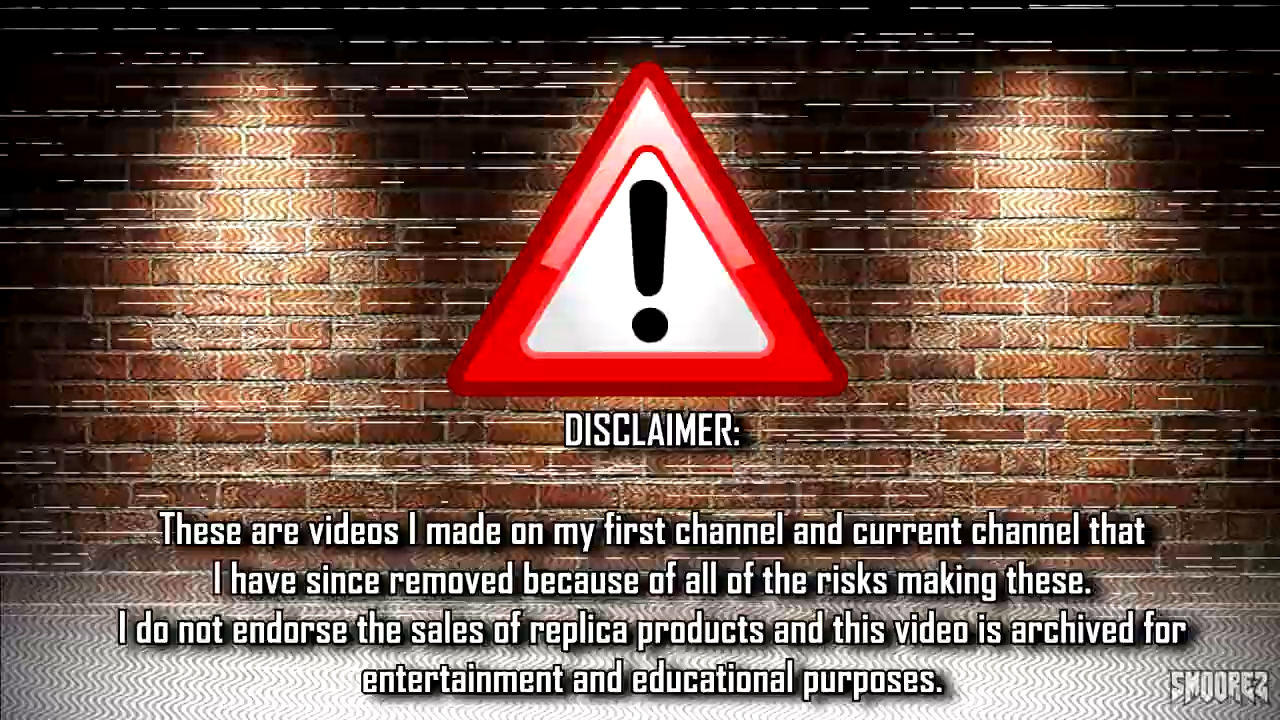 DISCLAIMER:
These are videos I made on my first channel and current channel that
I have since removed because of all of the risks making these.
I do not endorse the sales of replica products and this video is archived for
entertainment and educational purposes.
SMOOREZ